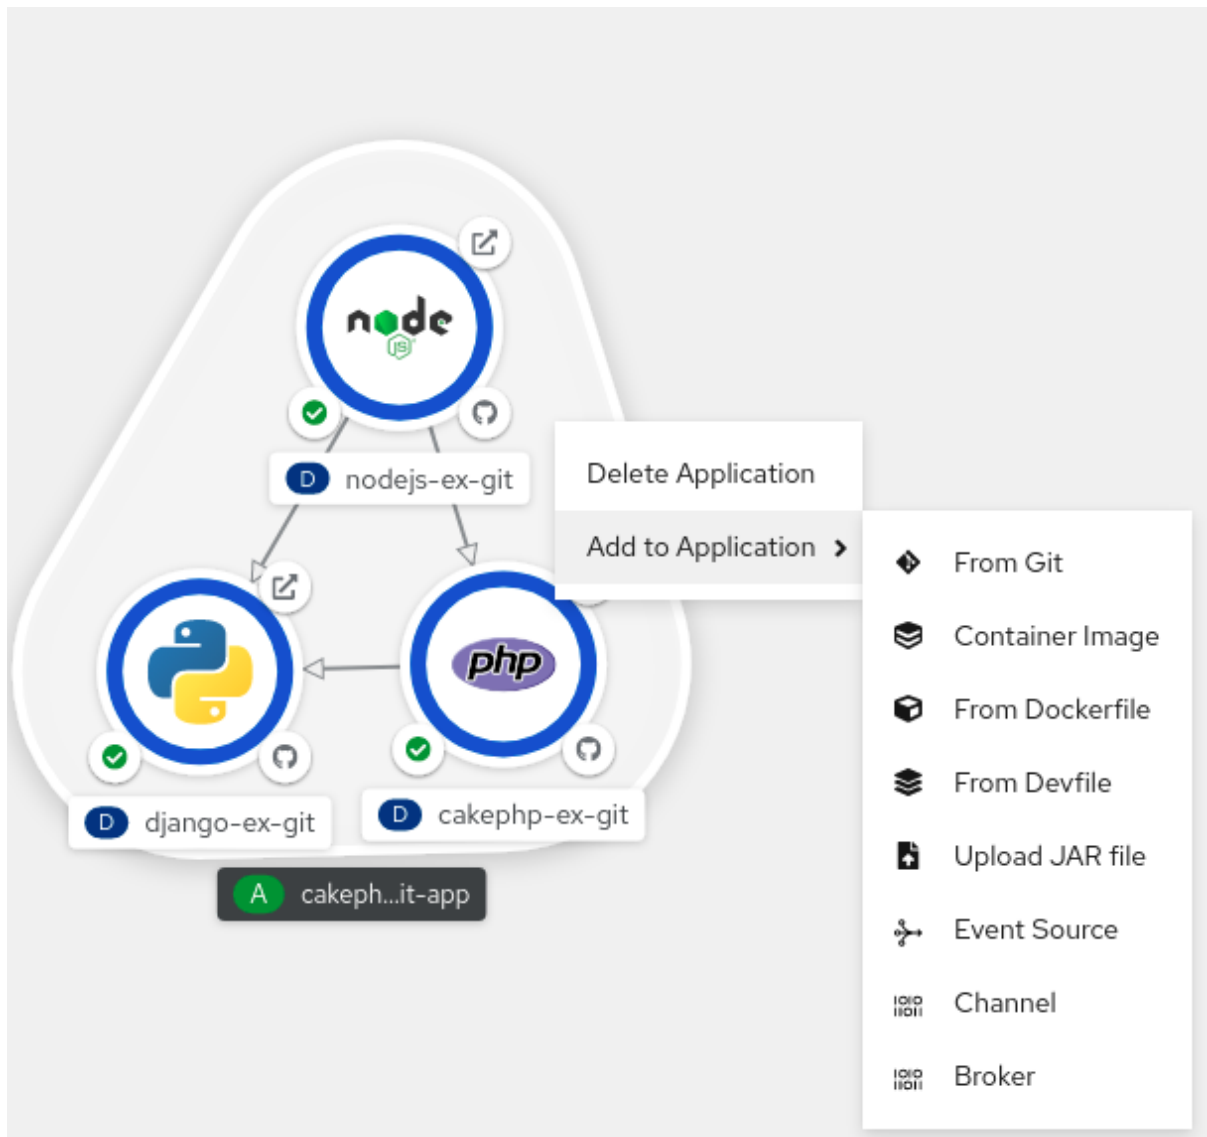 node
JS
D nodejs-ex-git
Delete Application
Add to Application
From Git
Container Image
php
From Dockerfile
From Devfile
D django-ex-git
D cakephp-ex-git
Upload JAR file
A cakeph...it-app
Event Source
Channel
Broker